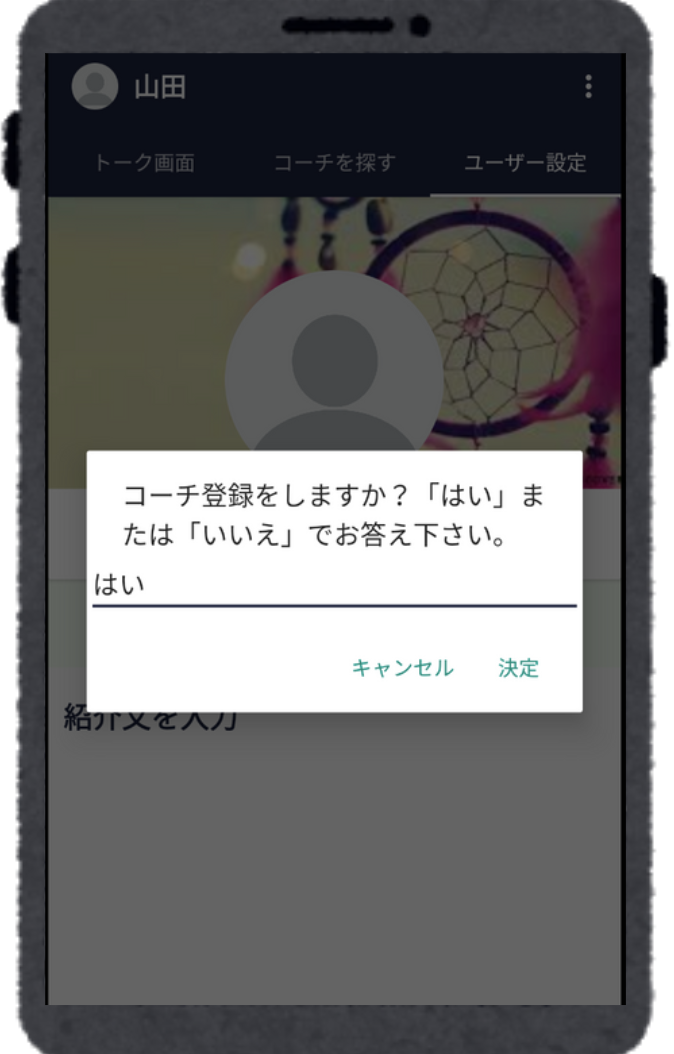 山田
トーク画面
コーチを探す
ユーザー設定
コーチ登録をしますか？「はい」ま
たは「いいえ」でお答え下さい。
はい
キャンセル
決定
紹介文を入力